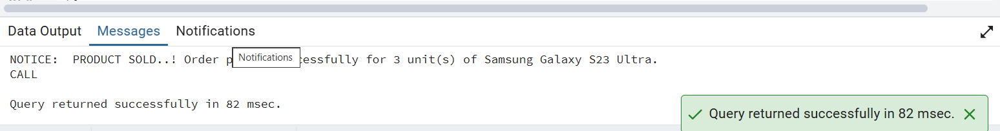 Data Output Messages Notifications
NOTICE:  PRODUCT SOLD..! Order p
Notifications
cessfully for 3 unit(s) of Samsung Galaxy S23 Ultra.
CALL
Query returned successfully in 82 msec.
Query returned successfully in 82 msec.